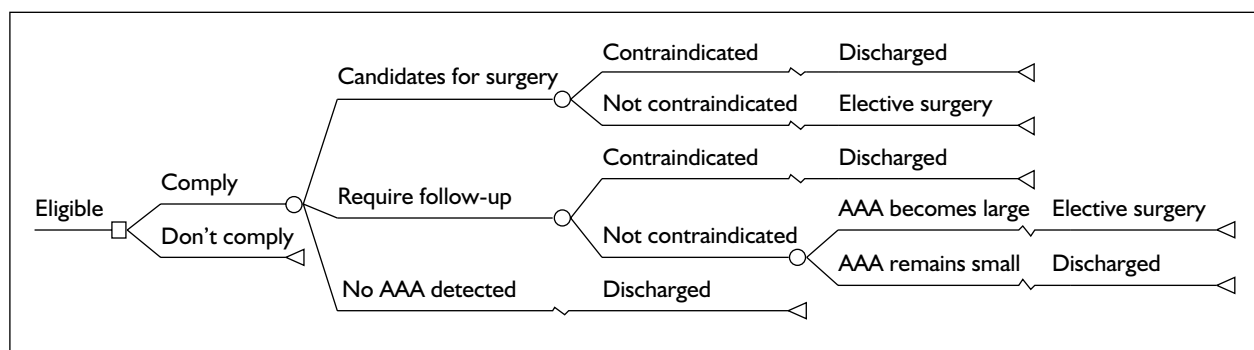 Contraindicated
Discharged
Candidates for surgery
Not contraindicated
Elective surgery
Contraindicated
Discharged
Comply
Require follow-up
Eligible
AAA becomes large
Elective surgery
Don't comply
Not contraindicated
AAA remains small
Discharged
No AAA detected
Discharged